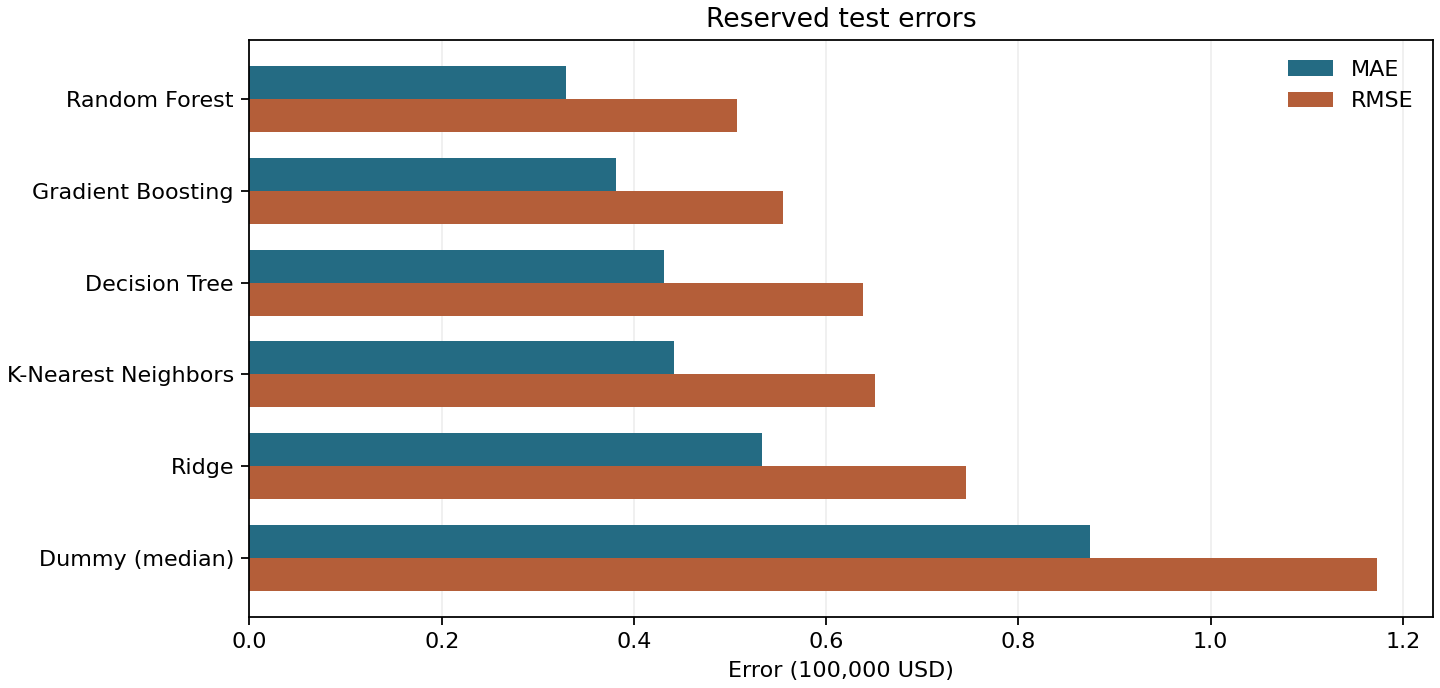 Reserved test errors
MAE
RMSE
Random Forest
Gradient Boosting
Decision Tree
K-Nearest Neighbors
Ridge
Dummy (median)
0.0 0.2 0.4 0.6 0.8 1.0 1.2
Error (100,000 USD)